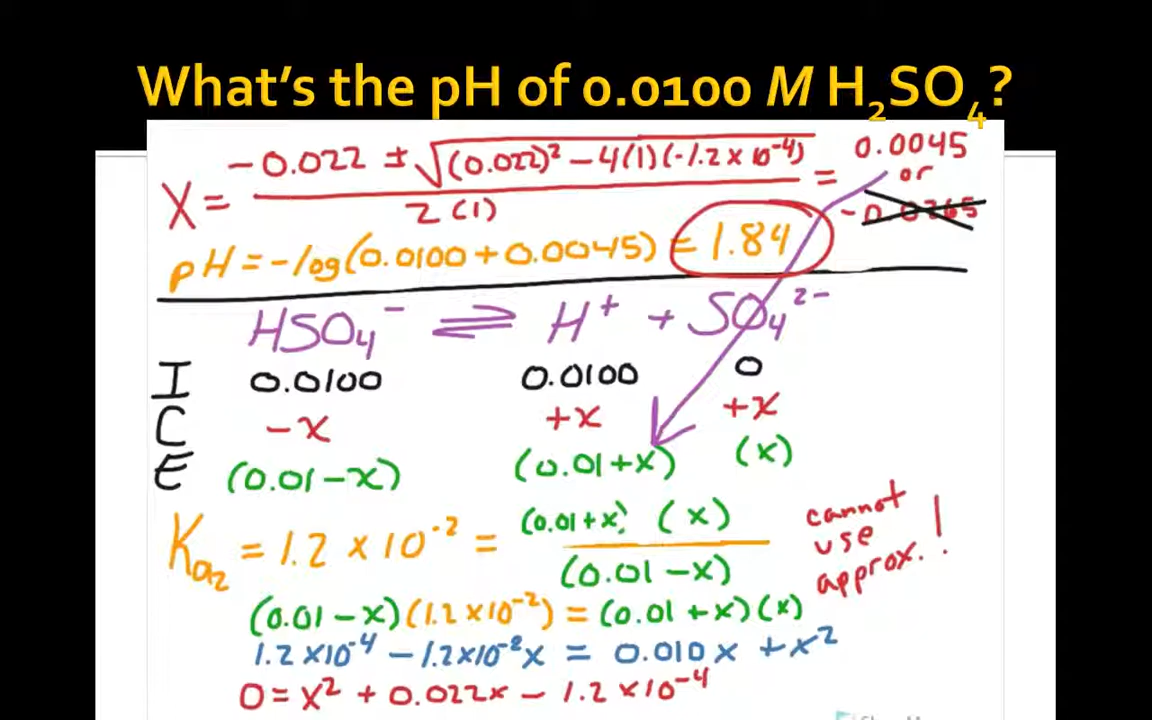 What's the pH of 0.0100 M H₂SO₄?
X = -0.022 ± √(0.022)² - 4(1)(-1.2 x 10⁻⁴) / 2(1) = 0.0045
or
-0.0265
pH = -log(0.0100 + 0.0045) = 1.84
HSO₄⁻ ⇌ H⁺ + SO₄²⁻
I 0.0100 0.0100 0
C -x +x +x
E (0.01-x) (0.01+x) (x)
Ka₂ = 1.2 x 10⁻² = (0.01+x) (x) / (0.01-x)
cannot
use
approx. !
(0.01-x)(1.2 x 10⁻²) = (0.01+x)(x)
1.2 x 10⁻⁴ - 1.2 x 10⁻²x = 0.010x + x²
0 = x² + 0.022x - 1.2 x 10⁻⁴